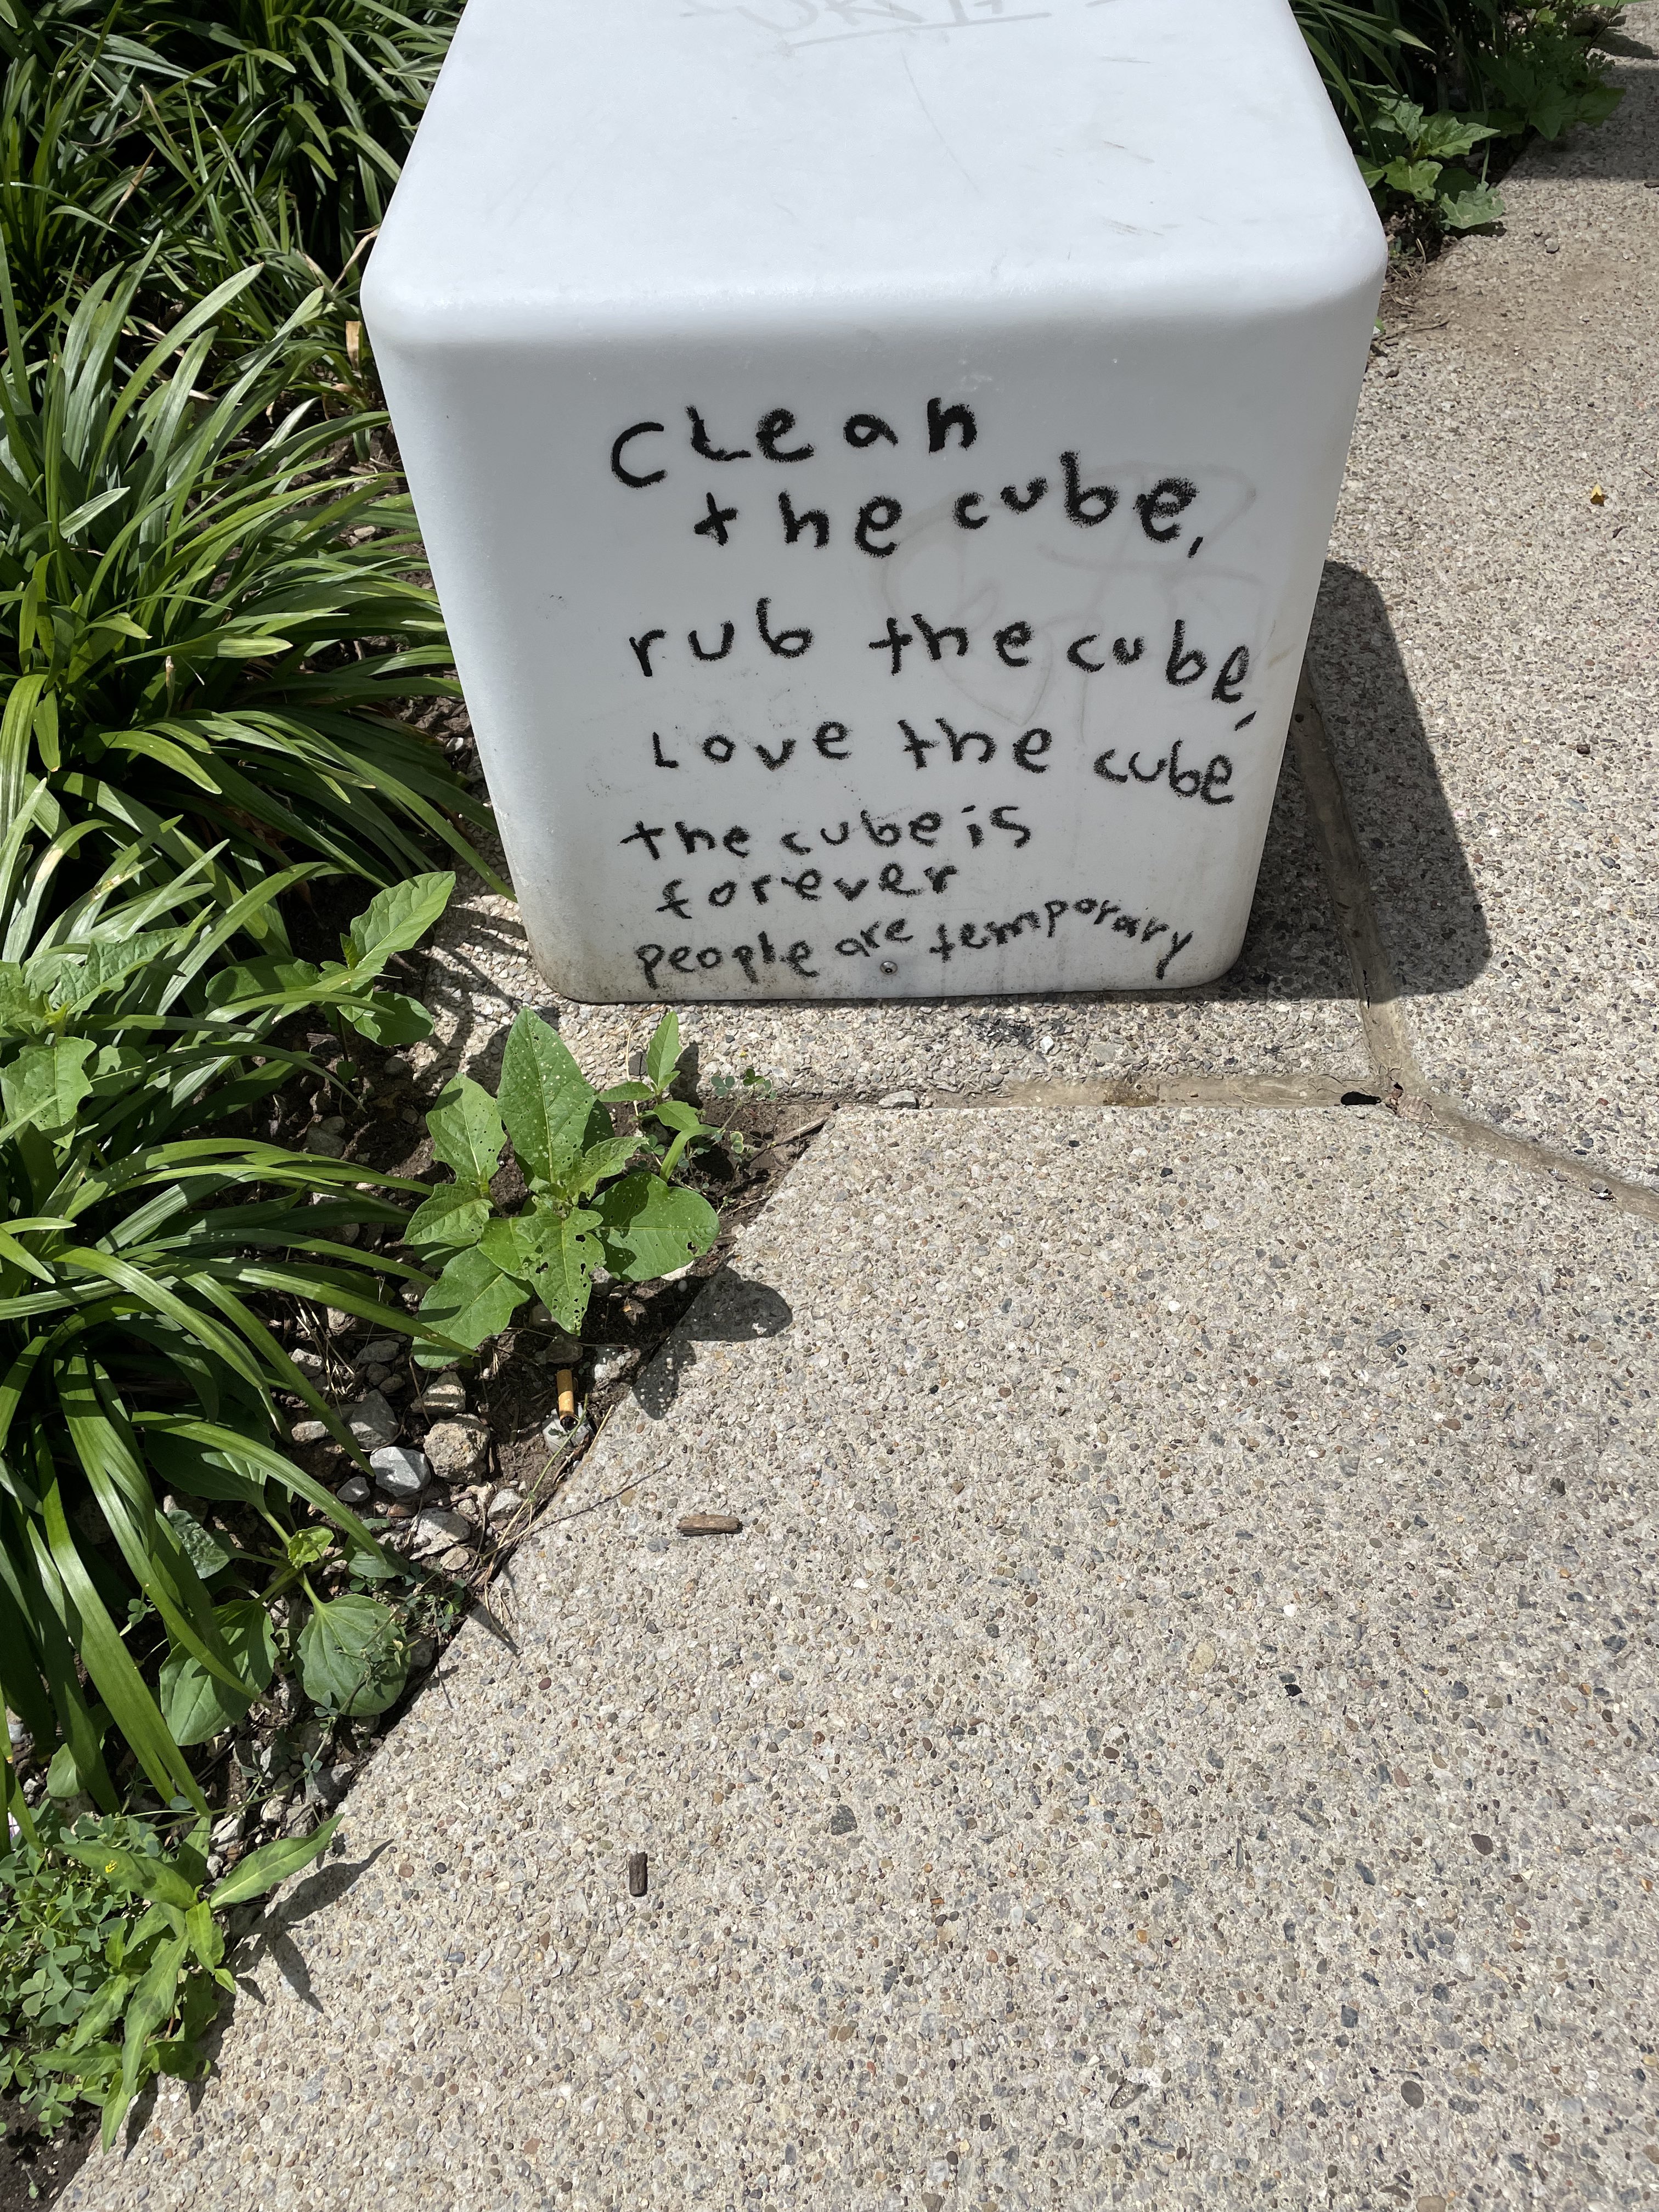 CLean
the cube,
rub the cube,
Love the cube
the cube is
forever
people are temporary